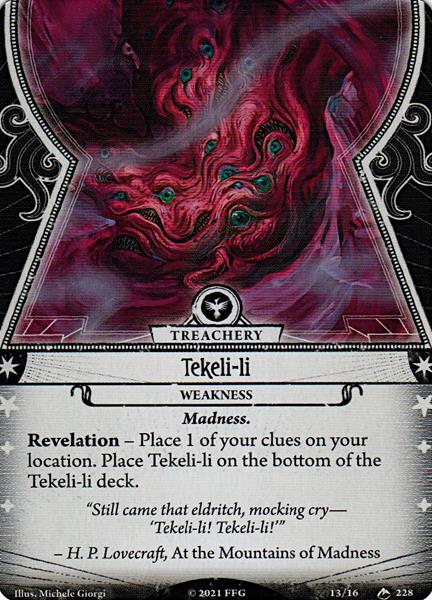 TREACHERY
Tekeli-li
WEAKNESS
Madness.
Revelation – Place 1 of your clues on your
location. Place Tekeli-li on the bottom of the
Tekeli-li deck.
“Still came that eldritch, mocking cry—
‘Tekeli-li! Tekeli-li!’”
– H. P. Lovecraft, At the Mountains of Madness
Illus. Michele Giorgi © 2021 FFG 13/16 228